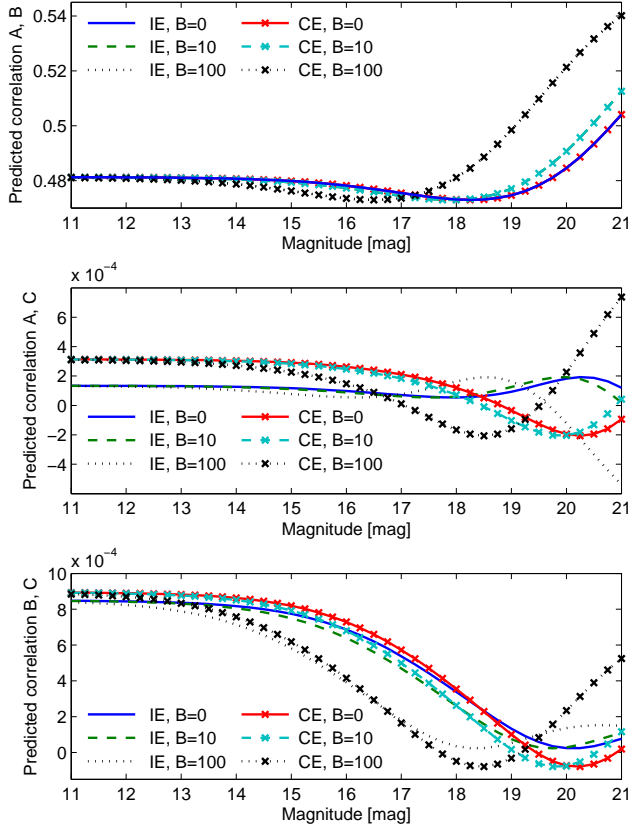 0.54
0.52
0.5
0.48
Predicted correlation A, B
IE, B=0
IE, B=10
IE, B=100
CE, B=0
CE, B=10
CE, B=100
11 12 13 14 15 16 17 18 19 20 21
Magnitude [mag]
x 10⁻⁴
6
4
2
0
−2
−4
Predicted correlation A, C
IE, B=0
IE, B=10
IE, B=100
CE, B=0
CE, B=10
CE, B=100
11 12 13 14 15 16 17 18 19 20 21
Magnitude [mag]
x 10⁻⁴
10
8
6
4
2
0
Predicted correlation B, C
IE, B=0
IE, B=10
IE, B=100
CE, B=0
CE, B=10
CE, B=100
11 12 13 14 15 16 17 18 19 20 21
Magnitude [mag]